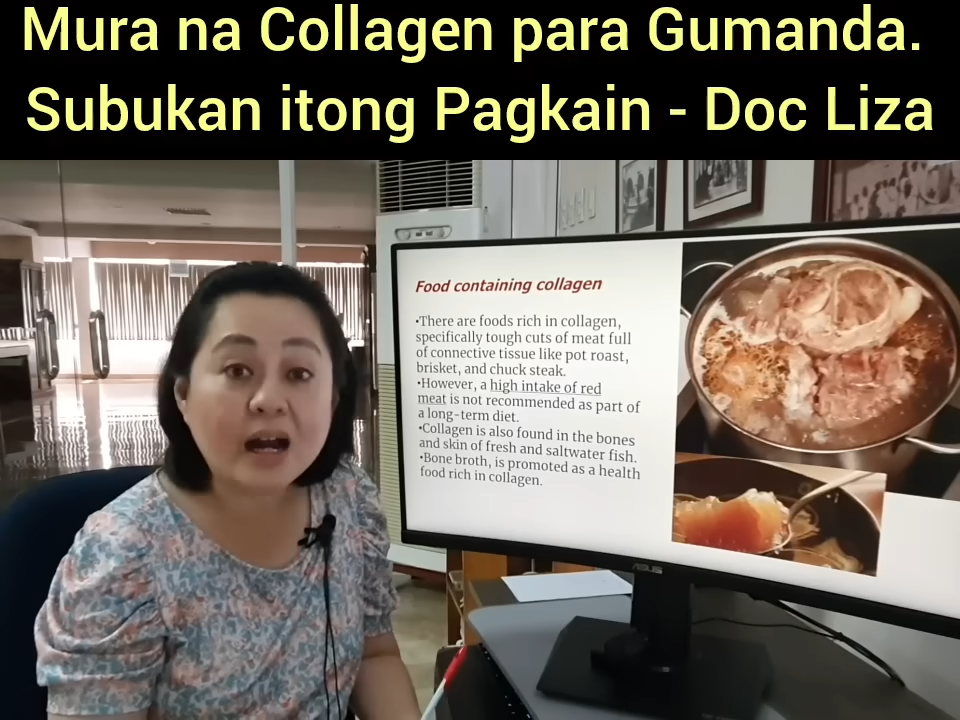 Mura na Collagen para Gumanda.
Subukan itong Pagkain - Doc Liza
Food containing collagen
•There are foods rich in collagen,
specifically tough cuts of meat full
of connective tissue like pot roast,
brisket, and chuck steak.
•However, a high intake of red
meat is not recommended as part of
a long-term diet.
•Collagen is also found in the bones
and skin of fresh and saltwater fish.
•Bone broth, is promoted as a health
food rich in collagen.
ASUS